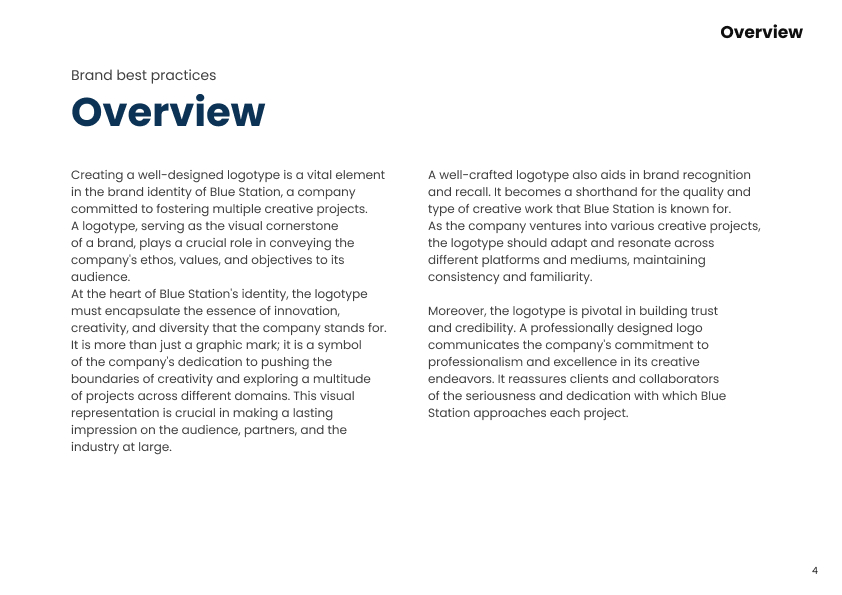 Overview
Brand best practices
Overview
Creating a well-designed logotype is a vital element
in the brand identity of Blue Station, a company
committed to fostering multiple creative projects.
A logotype, serving as the visual cornerstone
of a brand, plays a crucial role in conveying the
company's ethos, values, and objectives to its
audience.
At the heart of Blue Station's identity, the logotype
must encapsulate the essence of innovation,
creativity, and diversity that the company stands for.
It is more than just a graphic mark; it is a symbol
of the company's dedication to pushing the
boundaries of creativity and exploring a multitude
of projects across different domains. This visual
representation is crucial in making a lasting
impression on the audience, partners, and the
industry at large.
A well-crafted logotype also aids in brand recognition
and recall. It becomes a shorthand for the quality and
type of creative work that Blue Station is known for.
As the company ventures into various creative projects,
the logotype should adapt and resonate across
different platforms and mediums, maintaining
consistency and familiarity.
Moreover, the logotype is pivotal in building trust
and credibility. A professionally designed logo
communicates the company's commitment to
professionalism and excellence in its creative
endeavors. It reassures clients and collaborators
of the seriousness and dedication with which Blue
Station approaches each project.
4